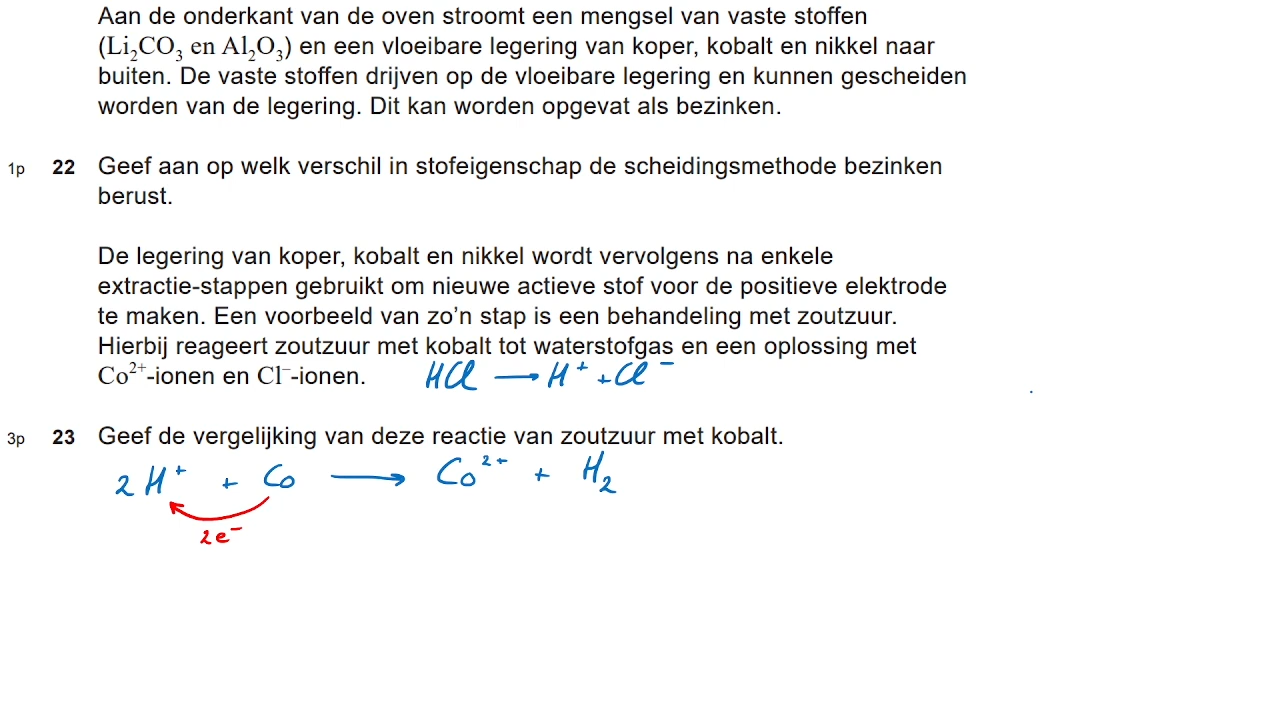 Aan de onderkant van de oven stroomt een mengsel van vaste stoffen
(Li₂CO₃ en Al₂O₃) en een vloeibare legering van koper, kobalt en nikkel naar
buiten. De vaste stoffen drijven op de vloeibare legering en kunnen gescheiden
worden van de legering. Dit kan worden opgevat als bezinken.
1p 22 Geef aan op welk verschil in stofeigenschap de scheidingsmethode bezinken
berust.
De legering van koper, kobalt en nikkel wordt vervolgens na enkele
extractie-stappen gebruikt om nieuwe actieve stof voor de positieve elektrode
te maken. Een voorbeeld van zo’n stap is een behandeling met zoutzuur.
Hierbij reageert zoutzuur met kobalt tot waterstofgas en een oplossing met
Co²⁺-ionen en Cl⁻-ionen. HCl ⟶ H⁺ + Cl⁻
3p 23 Geef de vergelijking van deze reactie van zoutzuur met kobalt.
2 H⁺ + Co ⟶ Co²⁺ + H₂
2e⁻